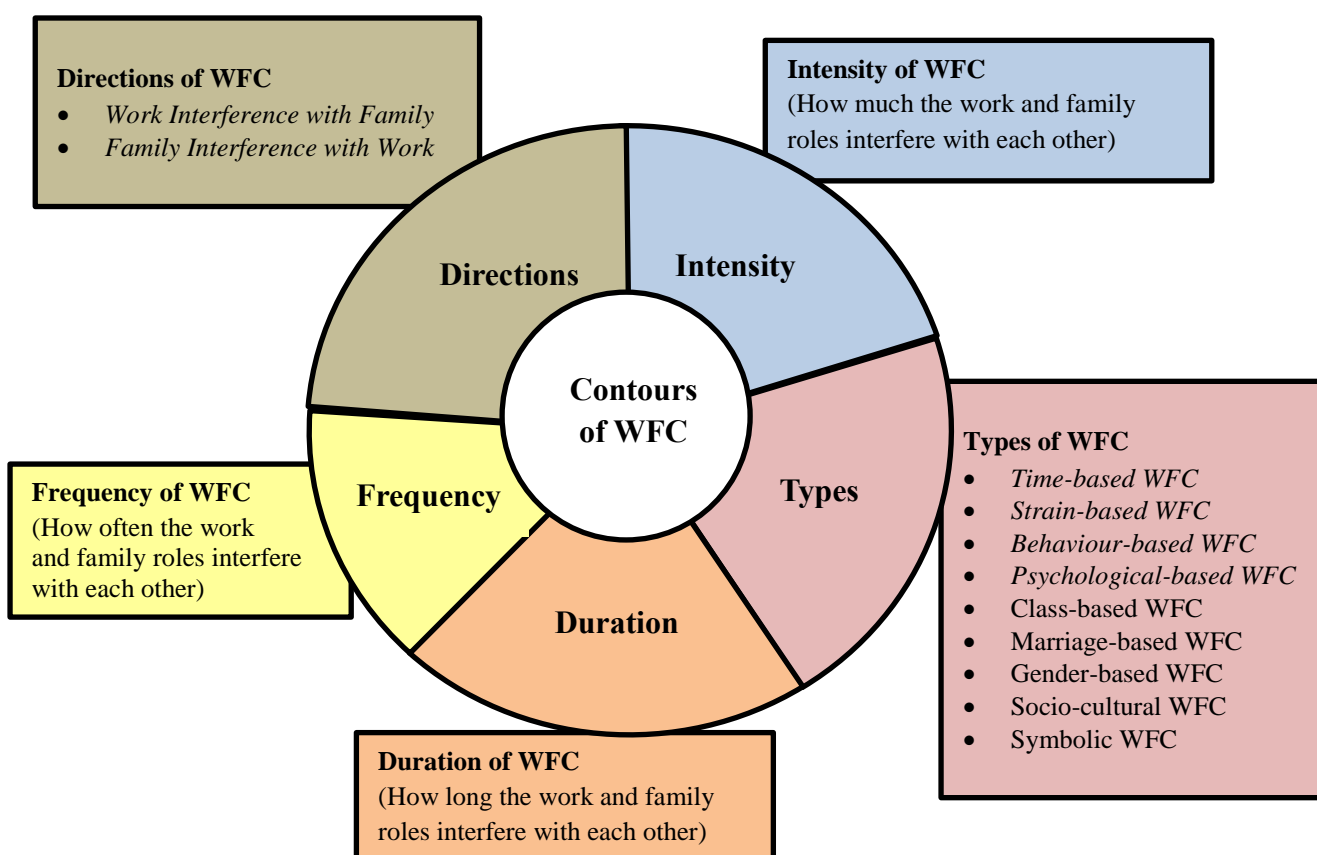 Directions of WFC
• Work Interference with Family
• Family Interference with Work
Intensity of WFC
(How much the work and family
roles interfere with each other)
Directions
Intensity
Contours
of WFC
Frequency
Types
Duration
Frequency of WFC
(How often the work
and family roles interfere
with each other)
Types of WFC
• Time-based WFC
• Strain-based WFC
• Behaviour-based WFC
• Psychological-based WFC
• Class-based WFC
• Marriage-based WFC
• Gender-based WFC
• Socio-cultural WFC
• Symbolic WFC
Duration of WFC
(How long the work and family
roles interfere with each other)